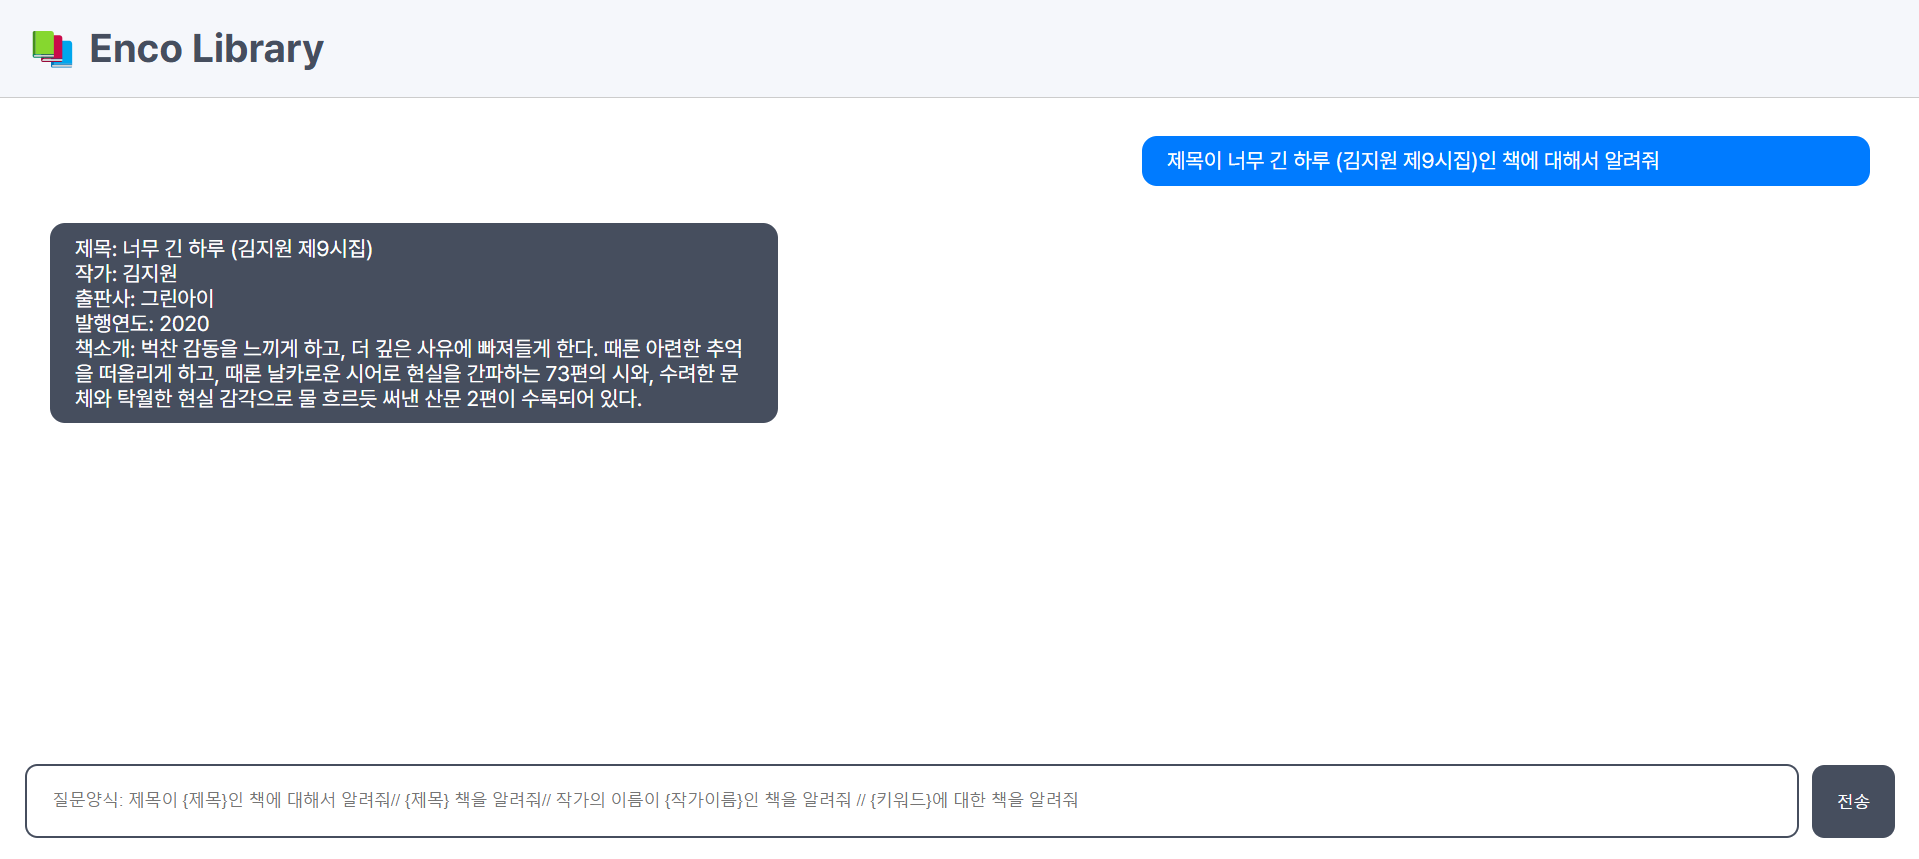 Enco Library
제목이 너무 긴 하루 (김지원 제9시집)인 책에 대해서 알려줘
제목: 너무 긴 하루 (김지원 제9시집)
작가: 김지원
출판사: 그린아이
발행연도: 2020
책소개: 벅찬 감동을 느끼게 하고, 더 깊은 사유에 빠져들게 한다. 때론 아련한 추억
을 떠올리게 하고, 때론 날카로운 시어로 현실을 간파하는 73편의 시와, 수려한 문
체와 탁월한 현실 감각으로 물 흐르듯 써낸 산문 2편이 수록되어 있다.
질문양식: 제목이 {제목}인 책에 대해서 알려줘// {제목} 책을 알려줘// 작가의 이름이 {작가이름}인 책을 알려줘 // {키워드}에 대한 책을 알려줘
전송